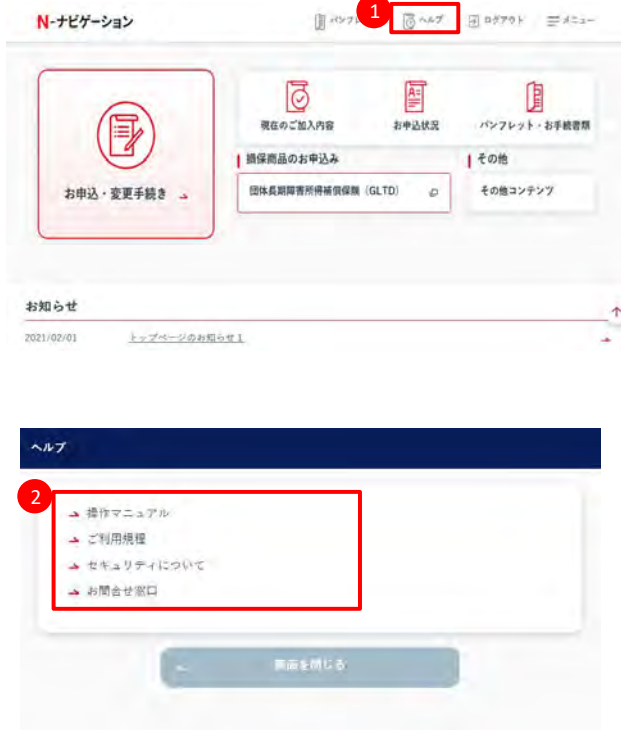 N-ナビゲーション
1
ヘルプ
ログアウト
メニュー
お申込・変更手続き
現在のご加入内容
お申込状況
パンフレット・お手続書類
損保商品のお申込み
団体長期障害所得補償保険（GLTD）
その他
その他コンテンツ
お知らせ
2021/02/01
トップページのお知らせ1
ヘルプ
2
操作マニュアル
ご利用規程
セキュリティについて
お問合せ窓口
画面を閉じる